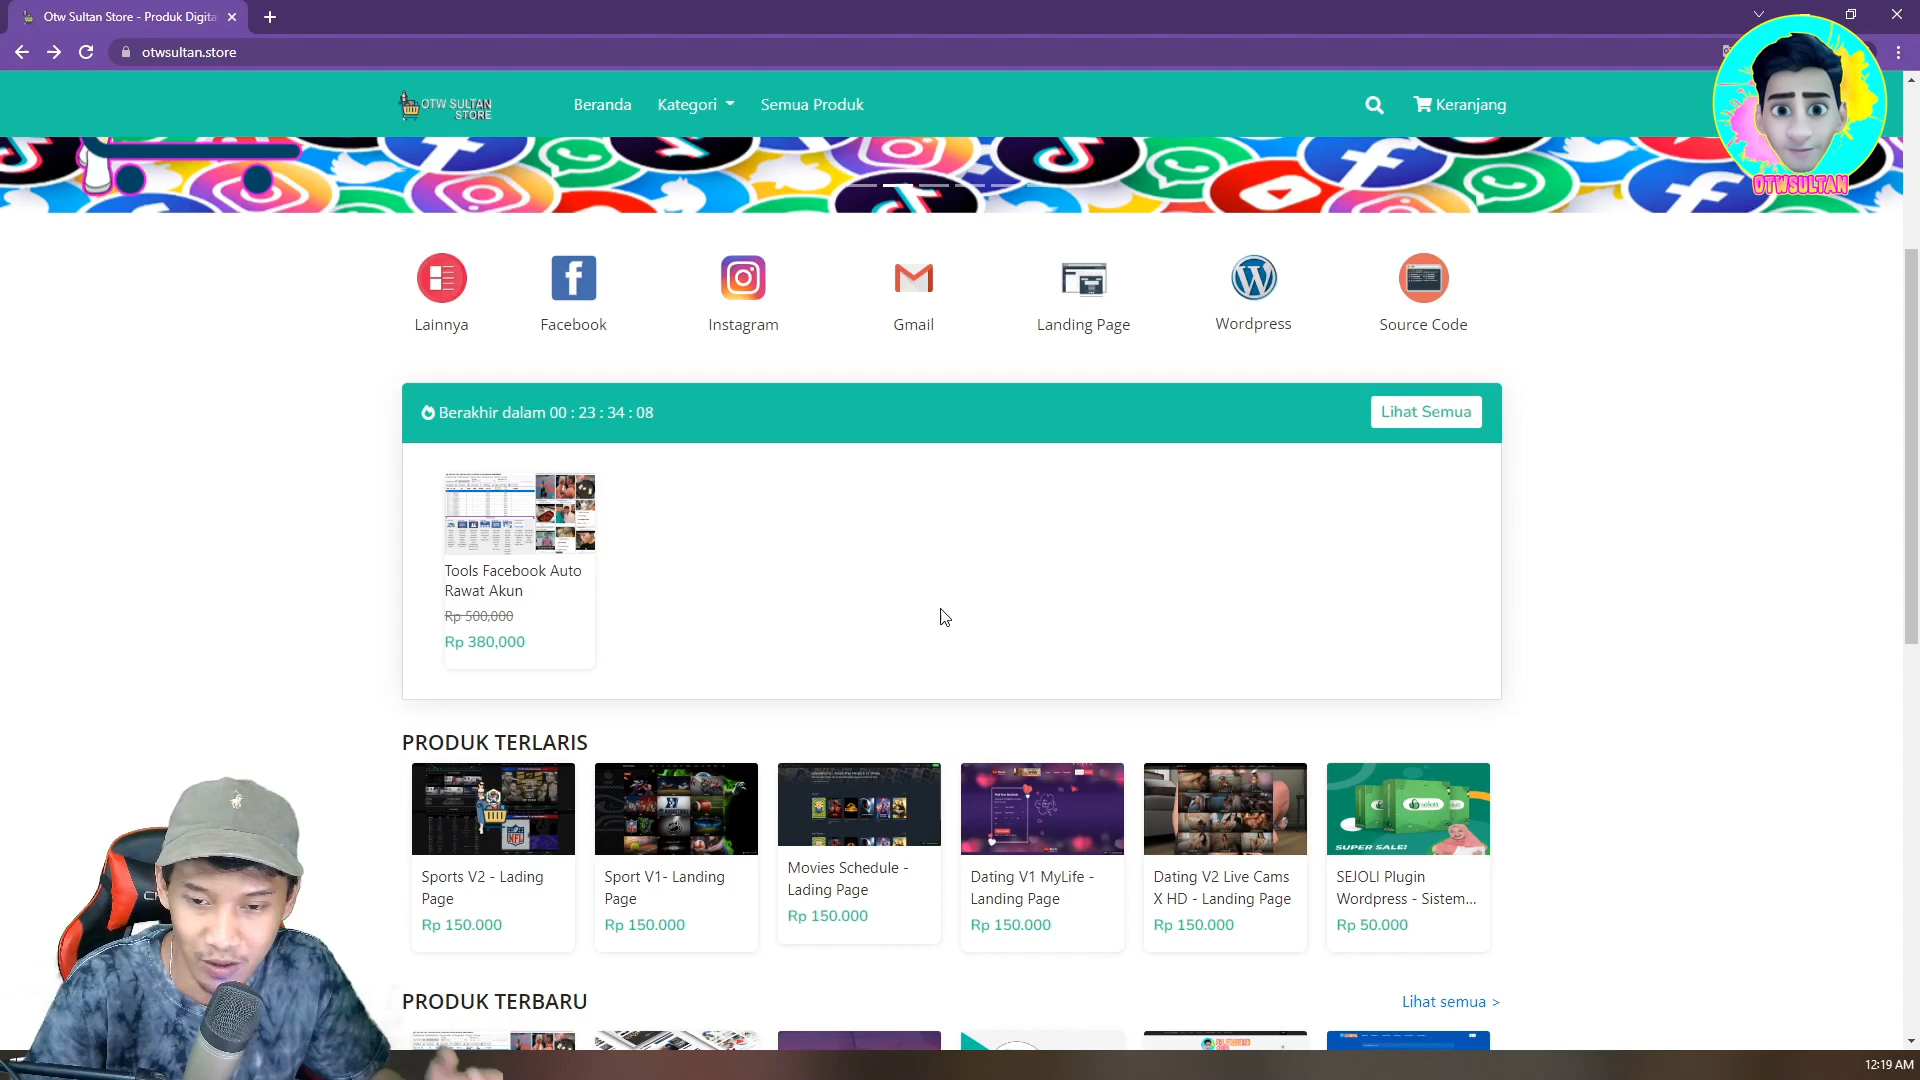 Otw Sultan Store - Produk Digita
otwsultan.store
OTW SULTAN
STORE
Beranda
Kategori
Semua Produk
Keranjang
OTWSULTAN
Lainnya
Facebook
Instagram
Gmail
Landing Page
Wordpress
Source Code
Berakhir dalam 00 : 23 : 34 : 08
Lihat Semua
Tools Facebook Auto
Rawat Akun
Rp 500,000
Rp 380,000
PRODUK TERLARIS
Sports V2 - Lading
Page
Rp 150.000
Sport V1- Landing
Page
Rp 150.000
Movies Schedule -
Lading Page
Rp 150.000
Dating V1 MyLife -
Landing Page
Rp 150.000
Dating V2 Live Cams
X HD - Landing Page
Rp 150.000
SUPER SALE!
SEJOLI Plugin
Wordpress - Sistem...
Rp 50.000
PRODUK TERBARU
Lihat semua >
12:19 AM